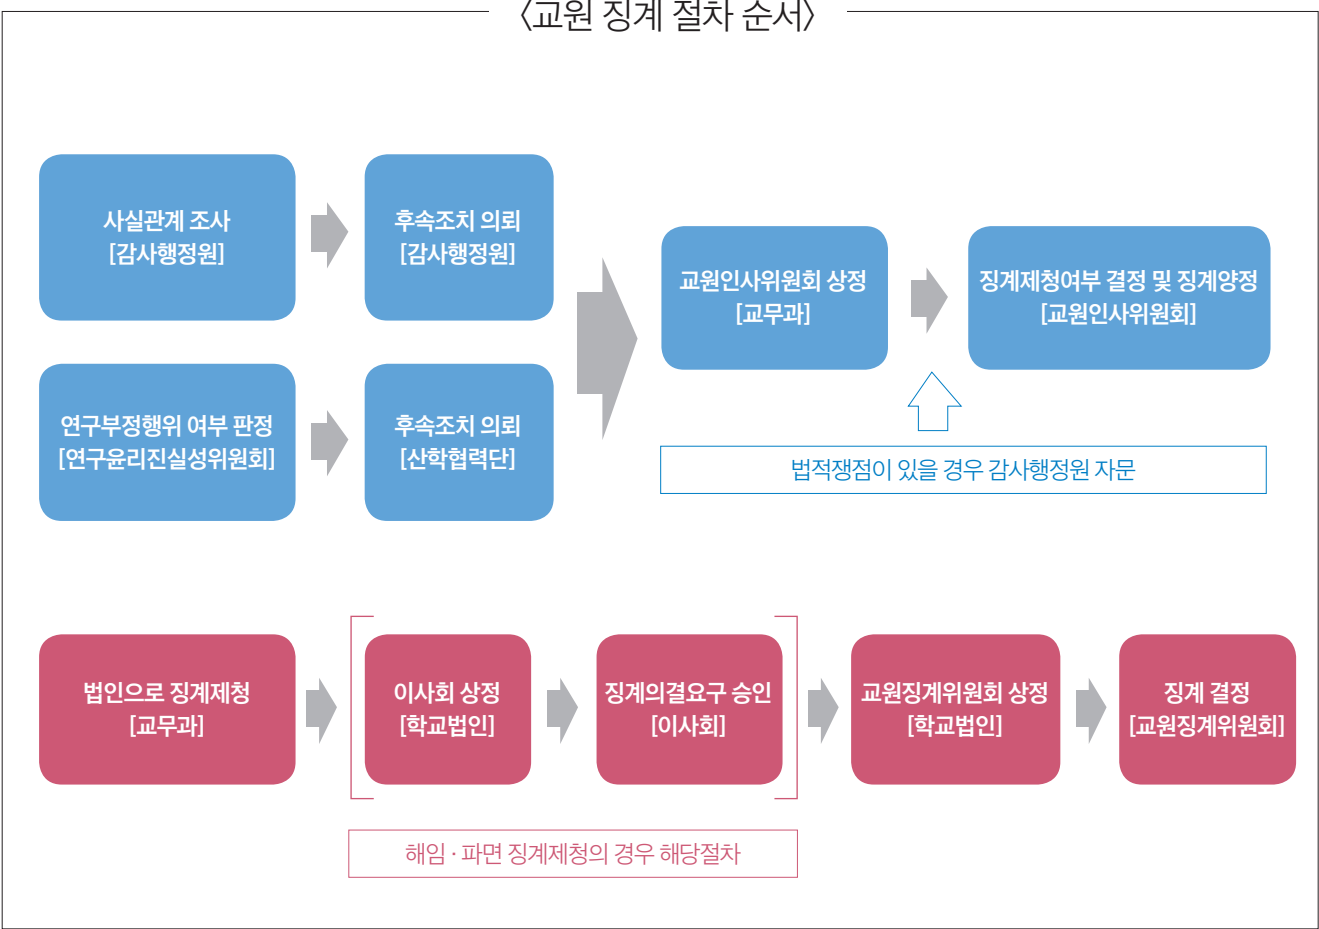 〈교원 징계 절차 순서〉
사실관계 조사
[감사행정원]
후속조치 의뢰
[감사행정원]
연구부정행위 여부 판정
[연구윤리진실성위원회]
후속조치 의뢰
[산학협력단]
교원인사위원회 상정
[교무과]
징계제청여부 결정 및 징계양정
[교원인사위원회]
법적쟁점이 있을 경우 감사행정원 자문
법인으로 징계제청
[교무과]
이사회 상정
[학교법인]
징계의결요구 승인
[이사회]
교원징계위원회 상정
[학교법인]
징계 결정
[교원징계위원회]
해임 · 파면 징계제청의 경우 해당절차